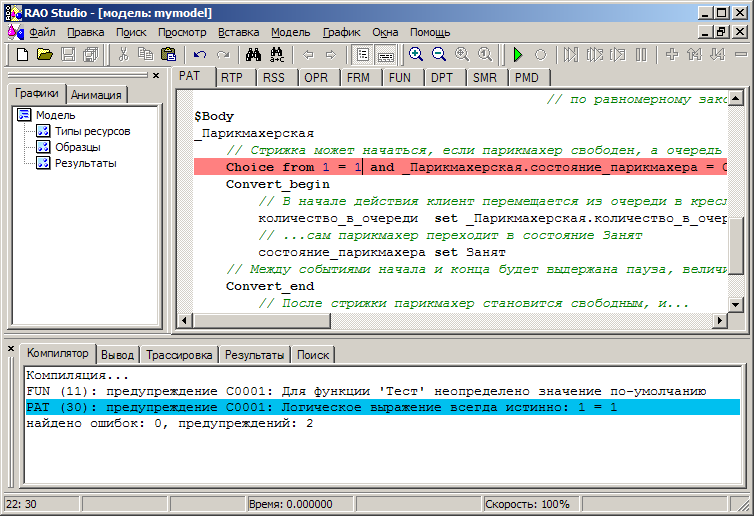 RAO Studio - [модель: mymodel]
Файл Правка Поиск Просмотр Вставка Модель График Окна Помощь
Графики Анимация
Модель
Типы ресурсов
Образцы
Результаты
PAT RTP RSS OPR FRM FUN DPT SMR PMD
// по равномерному зако
$Body
_Парикмахерская
// Стрижка может начаться, если парикмахер свободен, а очередь
Choice from 1 = 1 and _Парикмахерская.состояние_парикмахера = С
Convert_begin
// В начале действия клиент перемещается из очереди в кресл
количество_в_очереди set _Парикмахерская.количество_в_очер
// ...сам парикмахер переходит в состояние Занят
состояние_парикмахера set Занят
// Между событиями начала и конца будет выдержана пауза, величи
Convert_end
// После стрижки парикмахер становится свободным, и...
Компилятор Вывод Трассировка Результаты Поиск
Компиляция...
FUN (11): предупреждение C0001: Для функции 'Тест' неопределено значение по-умолчанию
PAT (30): предупреждение C0001: Логическое выражение всегда истинно: 1 = 1
найдено ошибок: 0, предупреждений: 2
22: 30 Время: 0.000000 Скорость: 100%